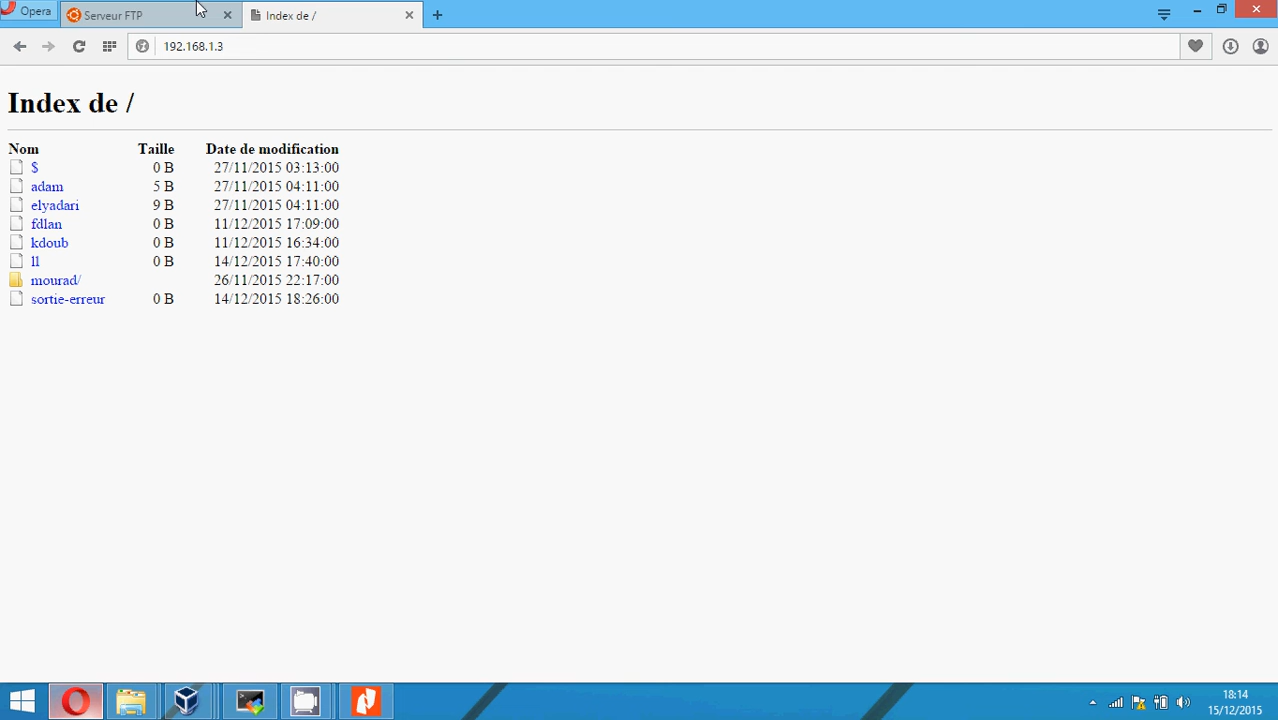 Opera Serveur FTP Index de /
192.168.1.3
Index de /
Nom Taille Date de modification
$ 0 B 27/11/2015 03:13:00
adam 5 B 27/11/2015 04:11:00
elyadari 9 B 27/11/2015 04:11:00
fdlan 0 B 11/12/2015 17:09:00
kdoub 0 B 11/12/2015 16:34:00
ll 0 B 14/12/2015 17:40:00
mourad/ 26/11/2015 22:17:00
sortie-erreur 0 B 14/12/2015 18:26:00
18:14
15/12/2015